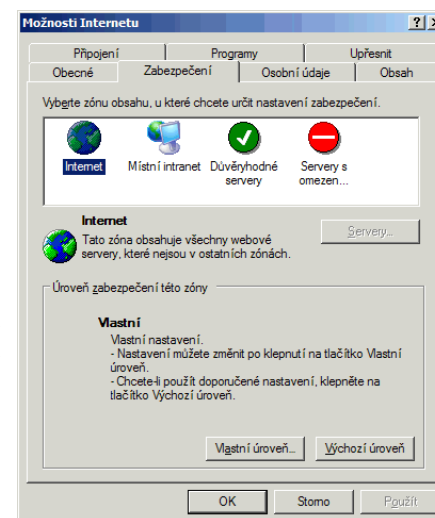 Možnosti Internetu
Připojení Programy Upřesnit
Obecné Zabezpečení Osobní údaje Obsah
Vyberte zónu obsahu, u které chcete určit nastavení zabezpečení.
Internet Místní intranet Důvěryhodné servery Servery s omezen...
Internet
Tato zóna obsahuje všechny webové
servery, které nejsou v ostatních zónách.
Servery...
Úroveň zabezpečení této zóny
Vlastní
Vlastní nastavení.
- Nastavení můžete změnit po klepnutí na tlačítko Vlastní
úroveň.
- Chcete-li použít doporučené nastavení, klepněte na
tlačítko Výchozí úroveň.
Vlastní úroveň... Výchozí úroveň
OK Storno Použít